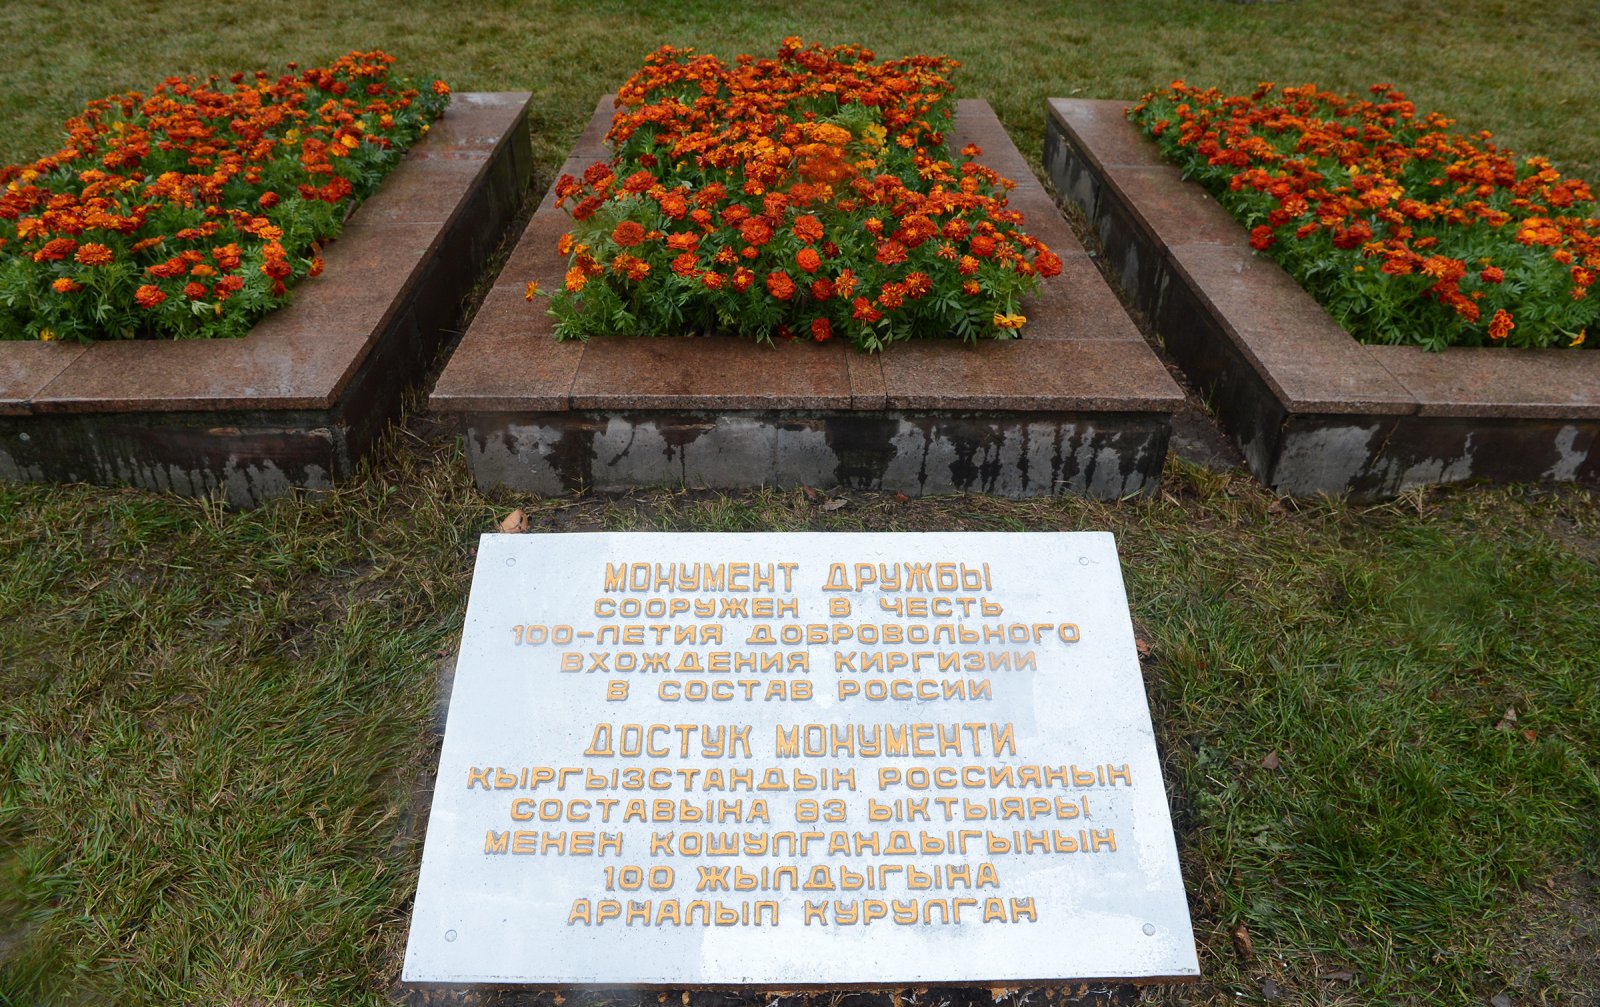 МОНУМЕНТ ДРУЖБЫ
СООРУЖЕН В ЧЕСТЬ
100-ЛЕТИЯ ДОБРОВОЛЬНОГО
ВХОЖДЕНИЯ КИРГИЗИИ
В СОСТАВ РОССИИ
ДОСТУК МОНУМЕНТИ
КЫРГЫЗСТАНДЫН РОССИЯНЫН
СОСТАВЫНА ӨЗ ЫКТЫЯРЫ
МЕНЕН КОШУЛГАНДЫГЫНЫН
100 ЖЫЛДЫГЫНА
АРНАЛЫП КУРУЛГАН